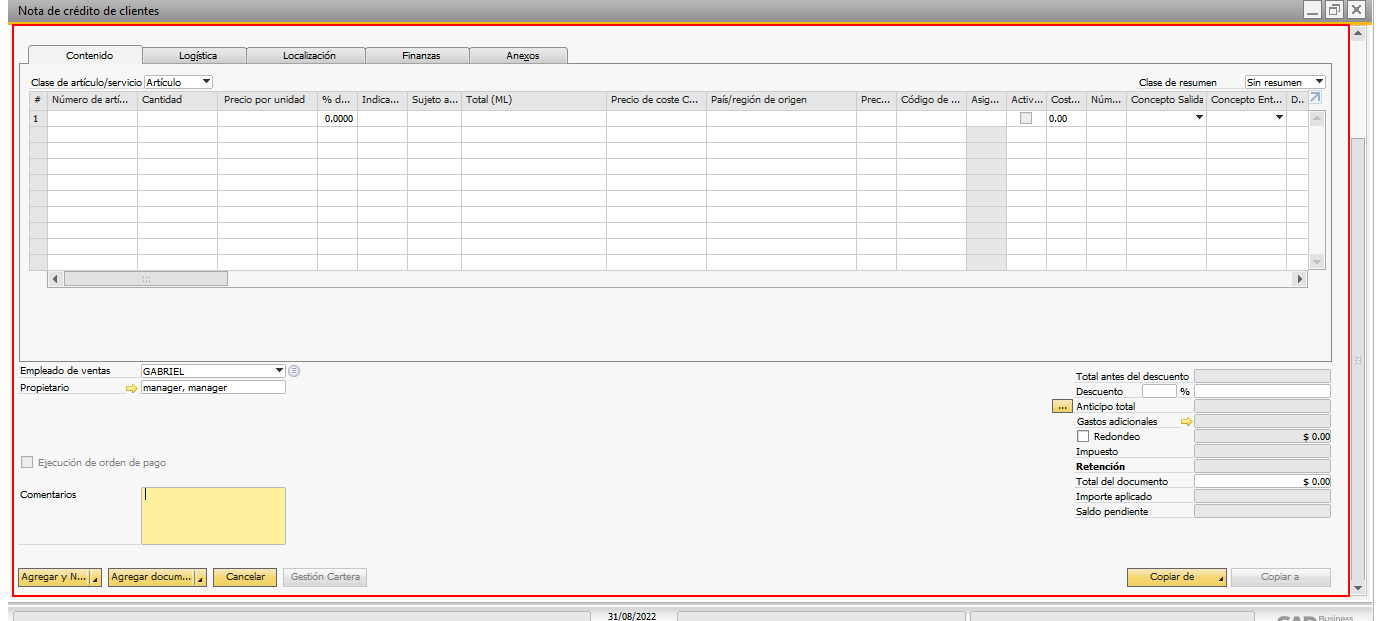 Nota de crédito de clientes
Contenido Logística Localización Finanzas Anexos
Clase de artículo/servicio Artículo Clase de resumen Sin resumen
# Número de artí... Cantidad Precio por unidad % d... Indica... Sujeto a... Total (ML) Precio de coste C... País/región de origen Prec... Código de ... Asig... Activ... Cost... Núm... Concepto Salida Concepto Ent... D..
1 0.0000 0.00
Empleado de ventas GABRIEL
Propietario manager, manager
Total antes del descuento
Descuento %
... Anticipo total
Gastos adicionales
Redondeo $ 0.00
Impuesto
Ejecución de orden de pago
Retención
Total del documento $ 0.00
Comentarios
Importe aplicado
Saldo pendiente
Agregar y N... Agregar docum... Cancelar Gestión Cartera Copiar de Copiar a
31/08/2022
SAP Business